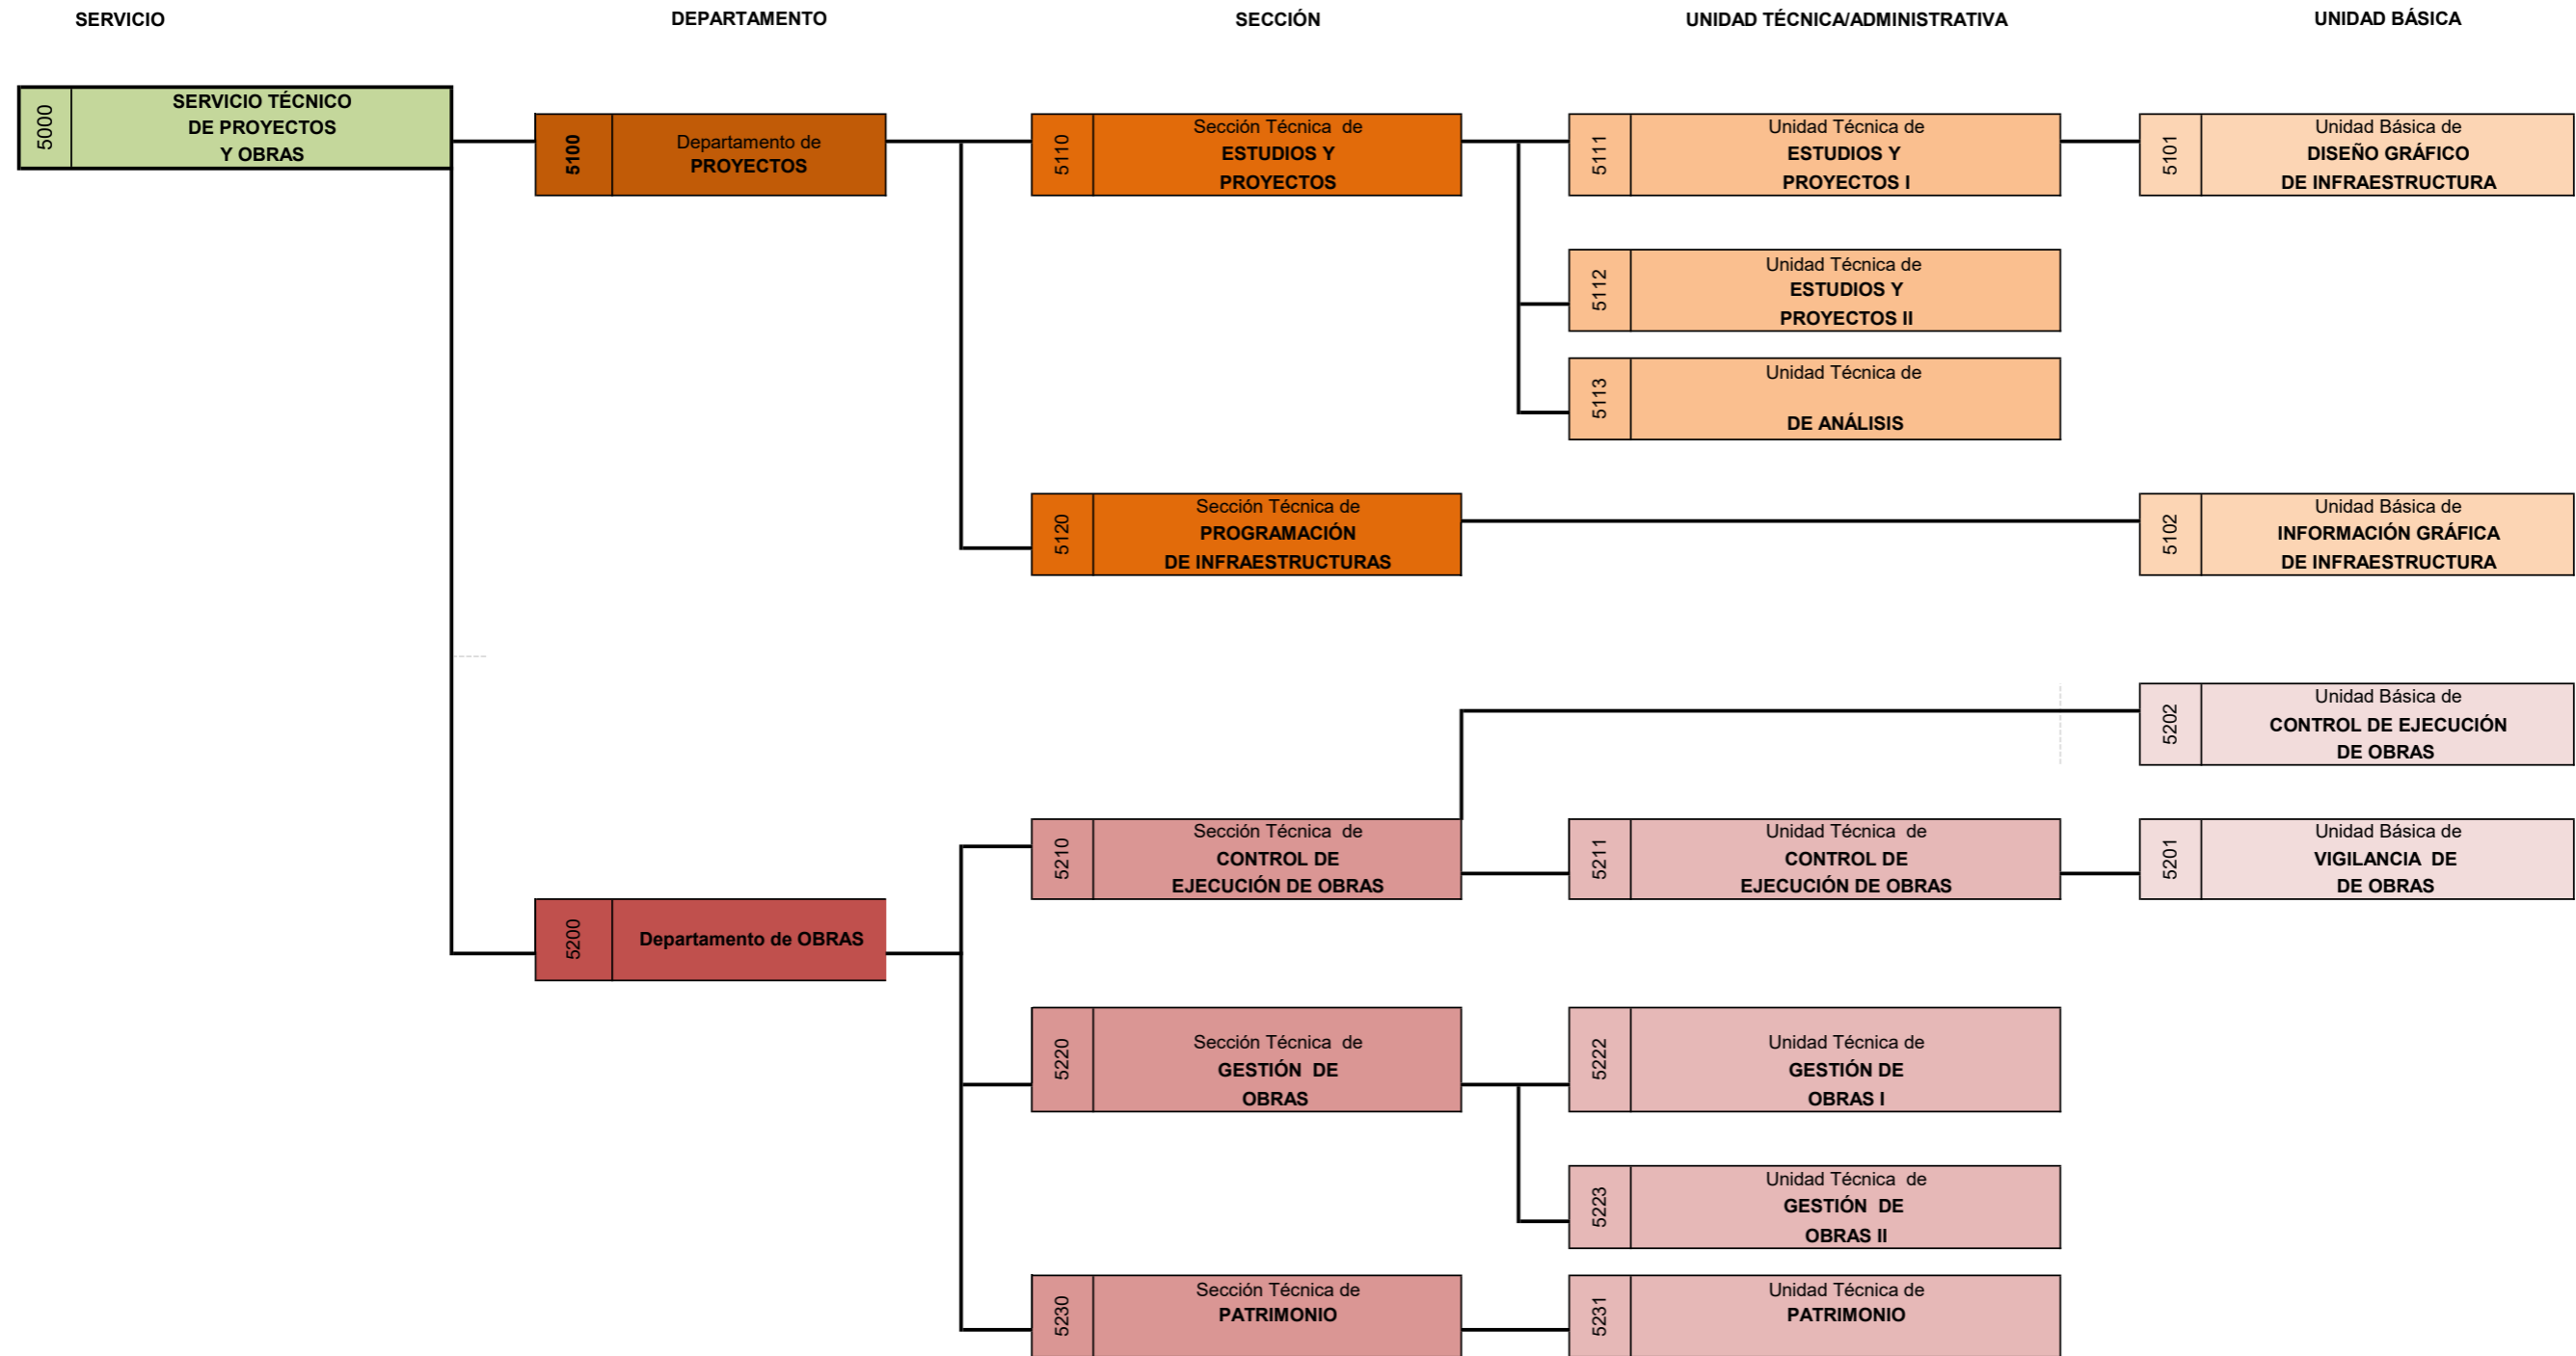 SERVICIO
DEPARTAMENTO
SECCIÓN
UNIDAD TÉCNICA/ADMINISTRATIVA
UNIDAD BÁSICA
5000
SERVICIO TÉCNICO
DE PROYECTOS
Y OBRAS
5100
Departamento de
PROYECTOS
5110
Sección Técnica de
ESTUDIOS Y
PROYECTOS
5111
Unidad Técnica de
ESTUDIOS Y
PROYECTOS I
5101
Unidad Básica de
DISEÑO GRÁFICO
DE INFRAESTRUCTURA
5112
Unidad Técnica de
ESTUDIOS Y
PROYECTOS II
5113
Unidad Técnica de
DE ANÁLISIS
5120
Sección Técnica de
PROGRAMACIÓN
DE INFRAESTRUCTURAS
5102
Unidad Básica de
INFORMACIÓN GRÁFICA
DE INFRAESTRUCTURA
5202
Unidad Básica de
CONTROL DE EJECUCIÓN
DE OBRAS
5210
Sección Técnica de
CONTROL DE
EJECUCIÓN DE OBRAS
5211
Unidad Técnica de
CONTROL DE
EJECUCIÓN DE OBRAS
5201
Unidad Básica de
VIGILANCIA DE
DE OBRAS
5200
Departamento de OBRAS
5220
Sección Técnica de
GESTIÓN DE
OBRAS
5222
Unidad Técnica de
GESTIÓN DE
OBRAS I
5223
Unidad Técnica de
GESTIÓN DE
OBRAS II
5230
Sección Técnica de
PATRIMONIO
5231
Unidad Técnica de
PATRIMONIO